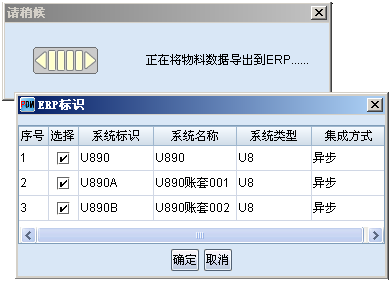 请稍候
正在将物料数据导出到ERP......
PDM ERP标识
序号 选择 系统标识 系统名称 系统类型 集成方式
1 U890 U890 U8 异步
2 U890A U890账套001 U8 异步
3 U890B U890账套002 U8 异步
确定 取消